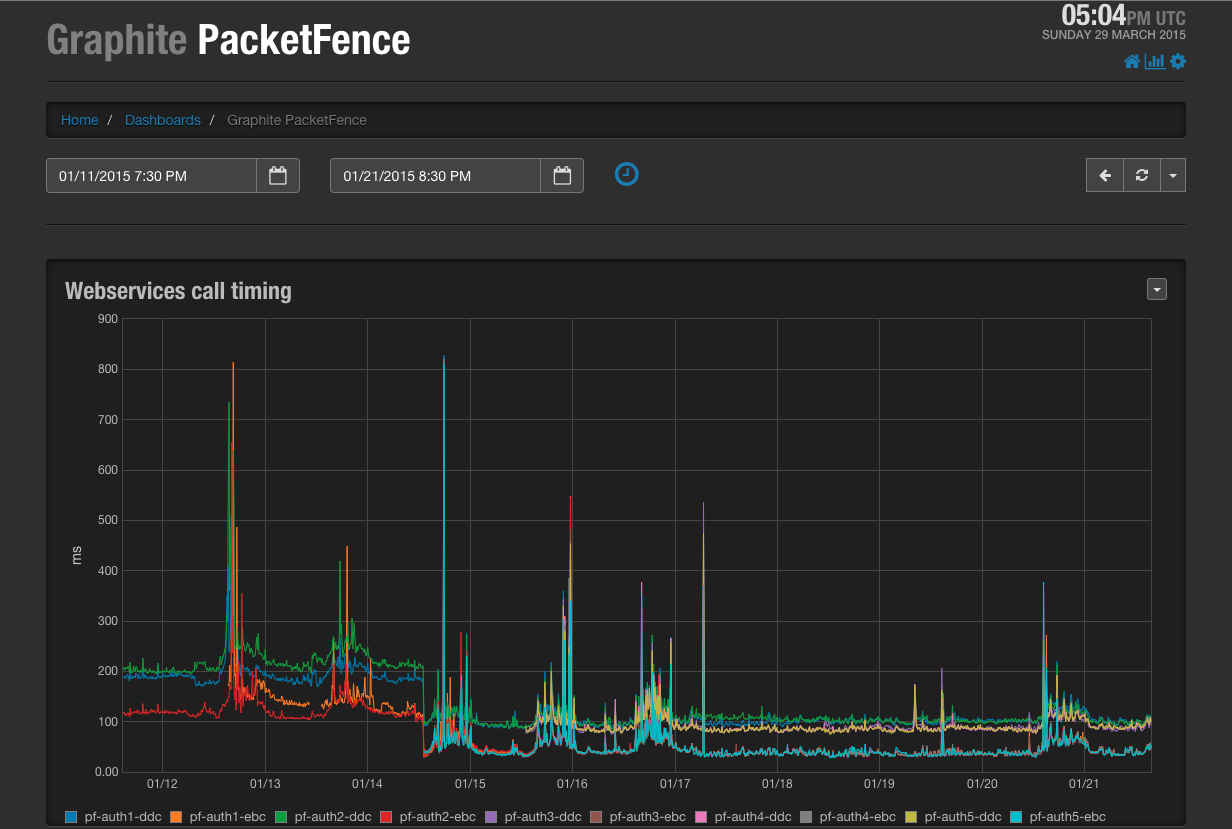 Graphite PacketFence
05:04PM UTC
SUNDAY 29 MARCH 2015
Home / Dashboards / Graphite PacketFence
01/11/2015 7:30 PM 01/21/2015 8:30 PM
Webservices call timing
900
800
700
600
500
ms
400
300
200
100
0.00
01/12 01/13 01/14 01/15 01/16 01/17 01/18 01/19 01/20 01/21
pf-auth1-ddc pf-auth1-ebc pf-auth2-ddc pf-auth2-ebc pf-auth3-ddc pf-auth3-ebc pf-auth4-ddc pf-auth4-ebc pf-auth5-ddc pf-auth5-ebc